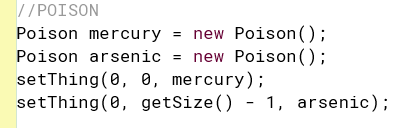 //POISON
Poison mercury = new Poison();
Poison arsenic = new Poison();
setThing(0, 0, mercury);
setThing(0, getSize() - 1, arsenic);